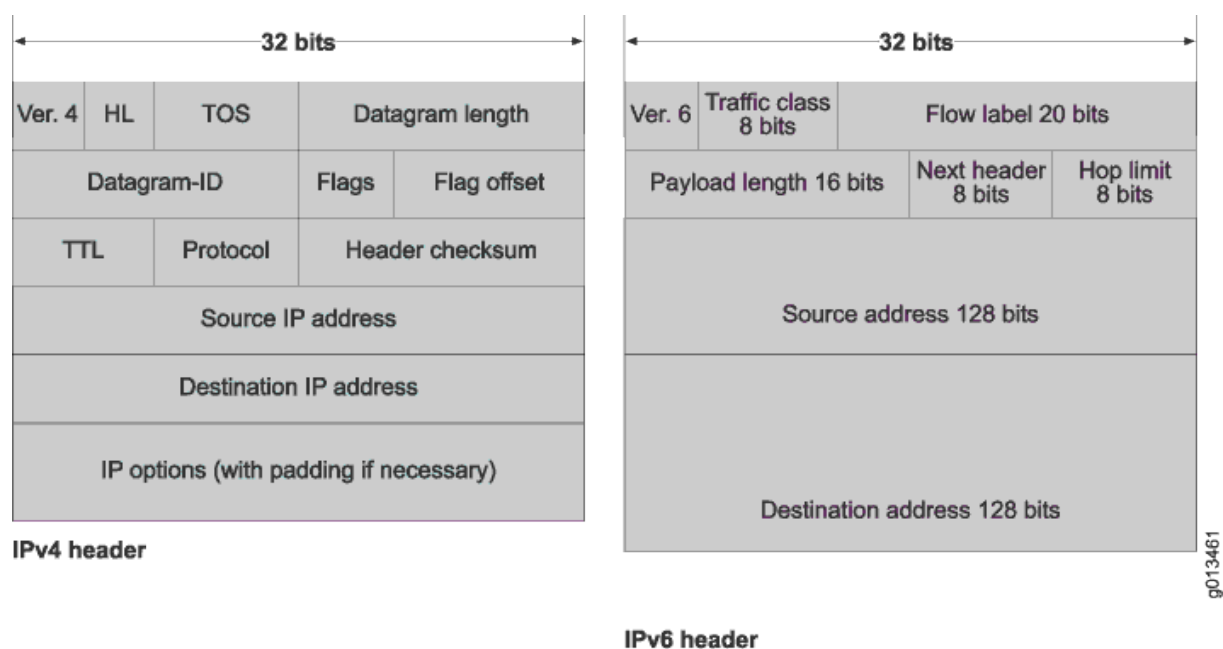 32 bits
Ver. 4 HL TOS Datagram length
Datagram-ID Flags Flag offset
TTL Protocol Header checksum
Source IP address
Destination IP address
IP options (with padding if necessary)
IPv4 header
32 bits
Ver. 6 Traffic class 8 bits Flow label 20 bits
Payload length 16 bits Next header 8 bits Hop limit 8 bits
Source address 128 bits
Destination address 128 bits
IPv6 header
g013461